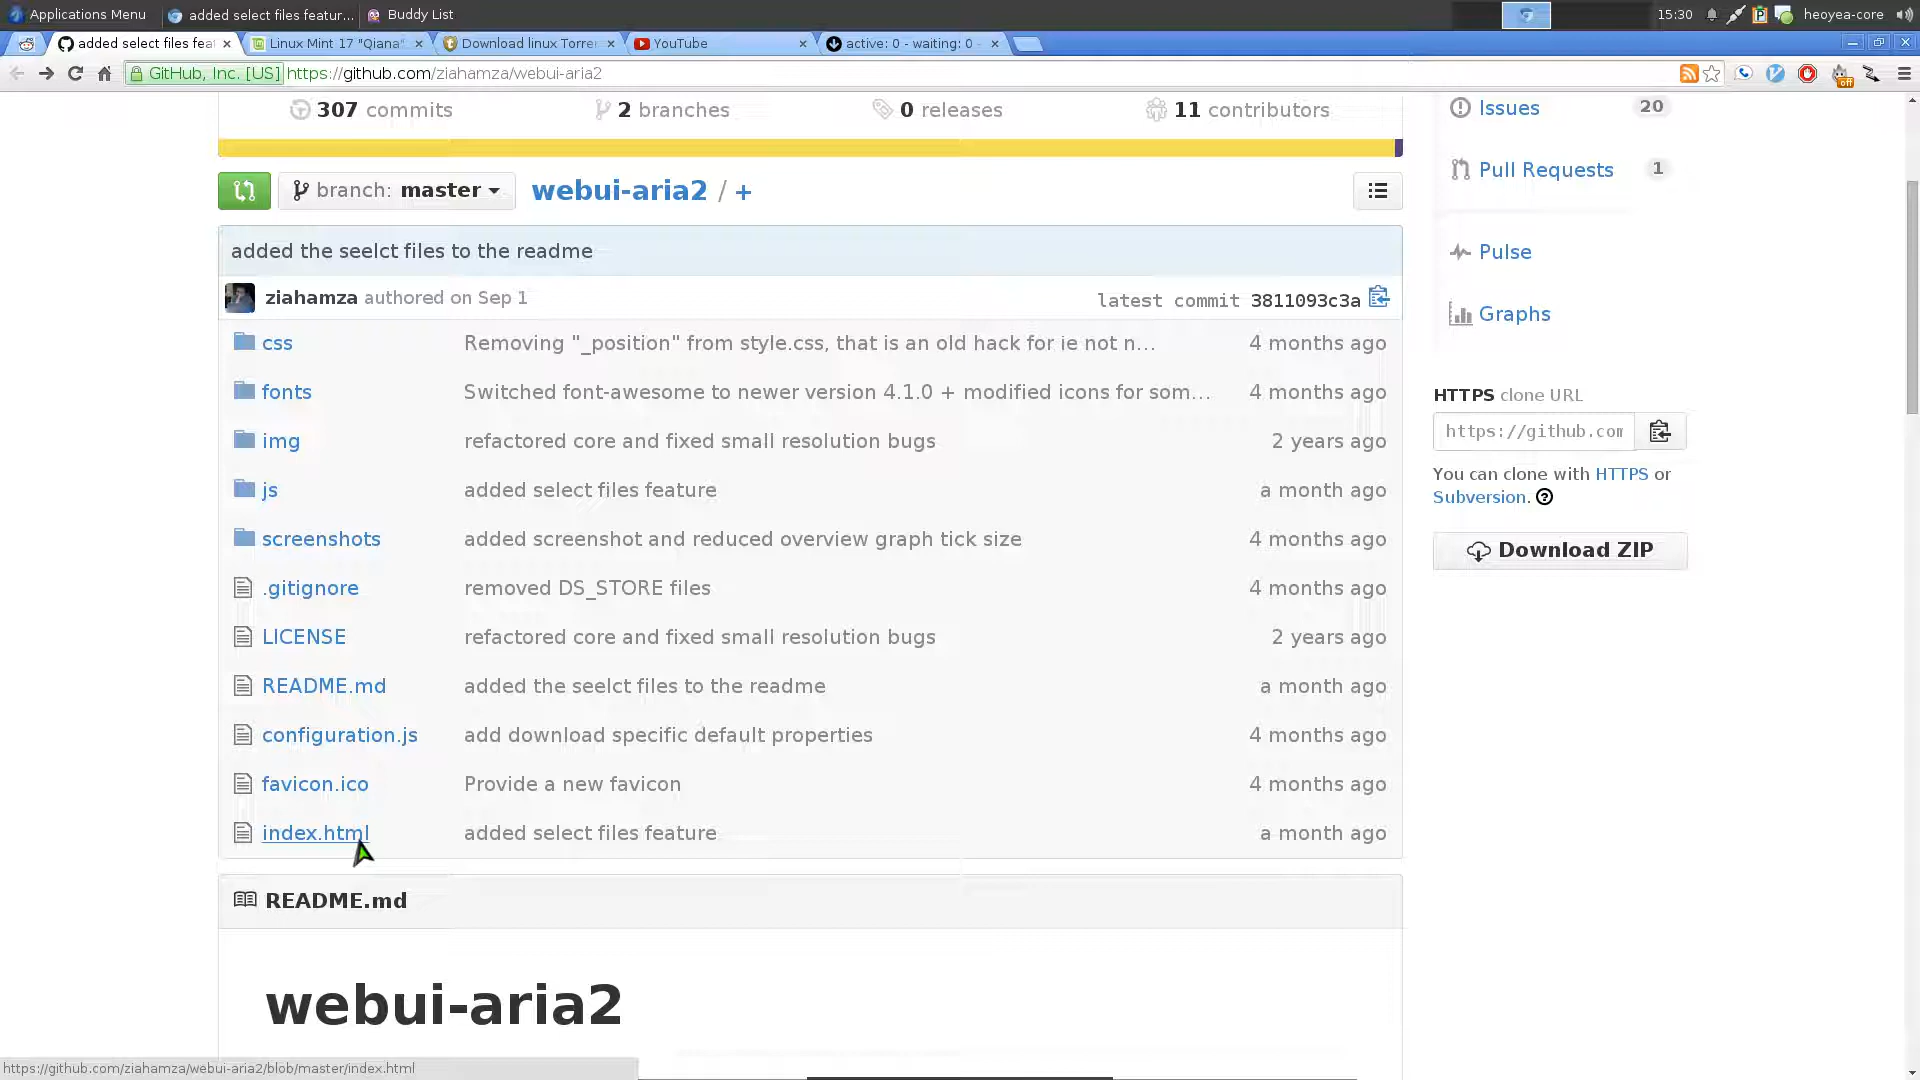 Applications Menu added select files featur... Buddy List 15:30 heoyea-core
added select files fea Linux Mint 17 "Qiana" Download linux Torre YouTube active: 0 - waiting: 0 -
GitHub, Inc. [US] https://github.com/ziahamza/webui-aria2 off
307 commits 2 branches 0 releases 11 contributors
Issues 20
branch: master webui-aria2 / +
Pull Requests 1
added the seelct files to the readme
Pulse
ziahamza authored on Sep 1 latest commit 3811093c3a
Graphs
css Removing "_position" from style.css, that is an old hack for ie not n... 4 months ago
fonts Switched font-awesome to newer version 4.1.0 + modified icons for som... 4 months ago
HTTPS clone URL
img refactored core and fixed small resolution bugs 2 years ago
https://github.com
js added select files feature a month ago
You can clone with HTTPS or
Subversion.
screenshots added screenshot and reduced overview graph tick size 4 months ago
Download ZIP
.gitignore removed DS_STORE files 4 months ago
LICENSE refactored core and fixed small resolution bugs 2 years ago
README.md added the seelct files to the readme a month ago
configuration.js add download specific default properties 4 months ago
favicon.ico Provide a new favicon 4 months ago
index.html added select files feature a month ago
README.md
webui-aria2
https://github.com/ziahamza/webui-aria2/blob/master/index.html